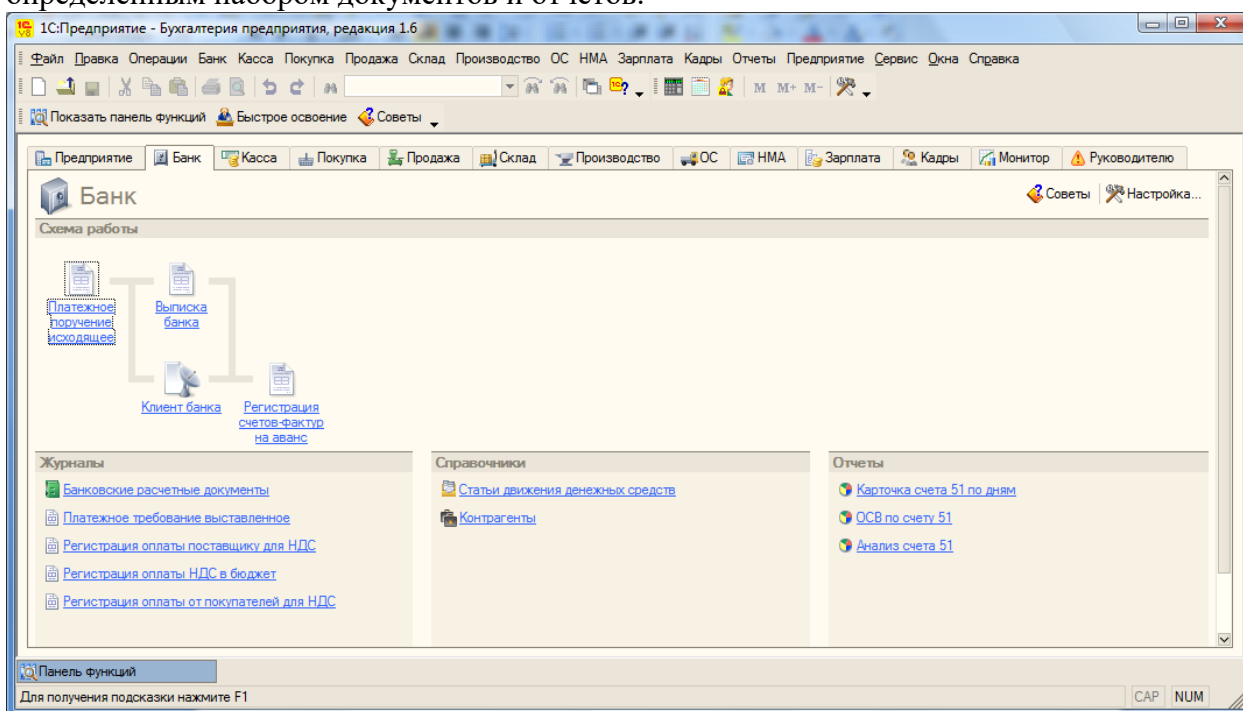 определенным набором документов и отчетов.
1С:Предприятие - Бухгалтерия предприятия, редакция 1.6
Файл Правка Операции Банк Касса Покупка Продажа Склад Производство ОС НМА Зарплата Кадры Отчеты Предприятие Сервис Окна Справка
M M+ M-
Показать панель функций Быстрое освоение Советы
Предприятие Банк Касса Покупка Продажа Склад Производство ОС НМА Зарплата Кадры Монитор Руководителю
Банк Советы Настройка...
Схема работы
Платежное поручение исходящее
Выписка банка
Клиент банка
Регистрация счетов-фактур на аванс
Журналы Справочники Отчеты
Банковские расчетные документы Статьи движения денежных средств Карточка счета 51 по дням
Платежное требование выставленное Контрагенты ОСВ по счету 51
Регистрация оплаты поставщику для НДС Анализ счета 51
Регистрация оплаты НДС в бюджет
Регистрация оплаты от покупателей для НДС
Панель функций
Для получения подсказки нажмите F1 CAP NUM